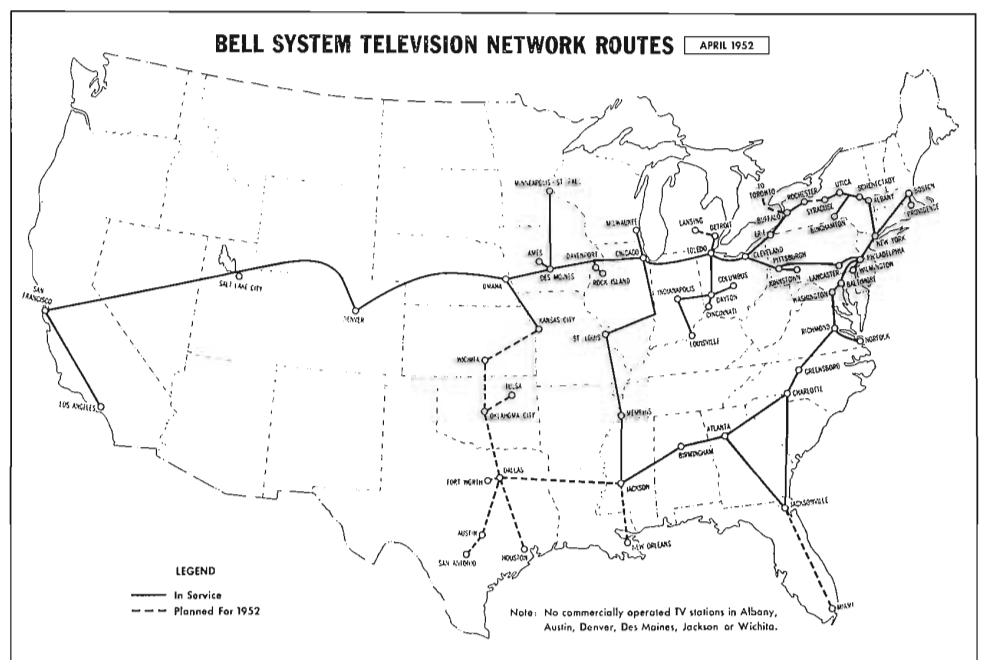 BELL SYSTEM TELEVISION NETWORK ROUTES
APRIL 1952
MINNEAPOLIS - ST
MILWAUKEE
LANSING
DETROIT
TO
TORONTO
ROCHESTER
UTICA
SCHENECTADY
BOSTON
BUFFALO
SYRACUSE
ALBANY
PROVIDENCE
BINGHAMTON
NEW YORK
AMES
DAVENPORT
CHICAGO
TOLEDO
CLEVELAND
PITTSBURGH
PHILADELPHIA
DES MOINES
ROCK ISLAND
JOHNSTOWN
LANCASTER
WILMINGTON
SALT LAKE CITY
OMAHA
INDIANAPOLIS
COLUMBUS
WASHINGTON
BALTIMORE
SAN
FRANCISCO
DENVER
KANSAS CITY
DAYTON
CINCINNATI
ST LOUIS
LOUISVILLE
RICHMOND
NORFOLK
WICHITA
GREENSBORO
TULSA
CHARLOTTE
LOS ANGELES
OKLAHOMA CITY
MEMPHIS
ATLANTA
BIRMINGHAM
DALLAS
FORT WORTH
JACKSON
JACKSONVILLE
AUSTIN
SAN ANTONIO
HOUSTON
NEW ORLEANS
MIAMI
LEGEND
In Service
Planned For 1952
Note: No commercially operated TV stations in Albany,
Austin, Denver, Des Moines, Jackson or Wichita.